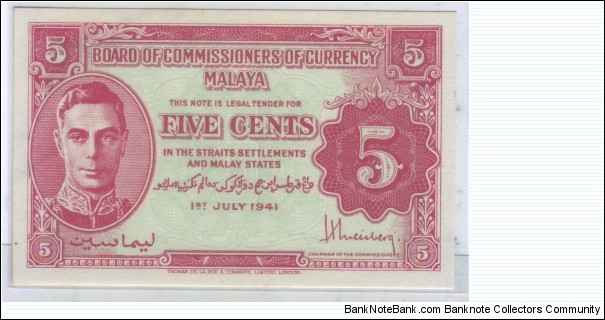 5 5
BOARD OF COMMISSIONERS OF CURRENCY
MALAYA
THIS NOTE IS LEGAL TENDER FOR
FIVE CENTS
5
IN THE STRAITS SETTLEMENTS
AND MALAY STATES
1ST JULY 1941
ليما سين
CHAIRMAN OF THE COMMISSIONERS
5 5
THOMAS DE LA RUE & COMPANY, LIMITED, LONDON.
BankNoteBank.com - Banknote Collectors Community